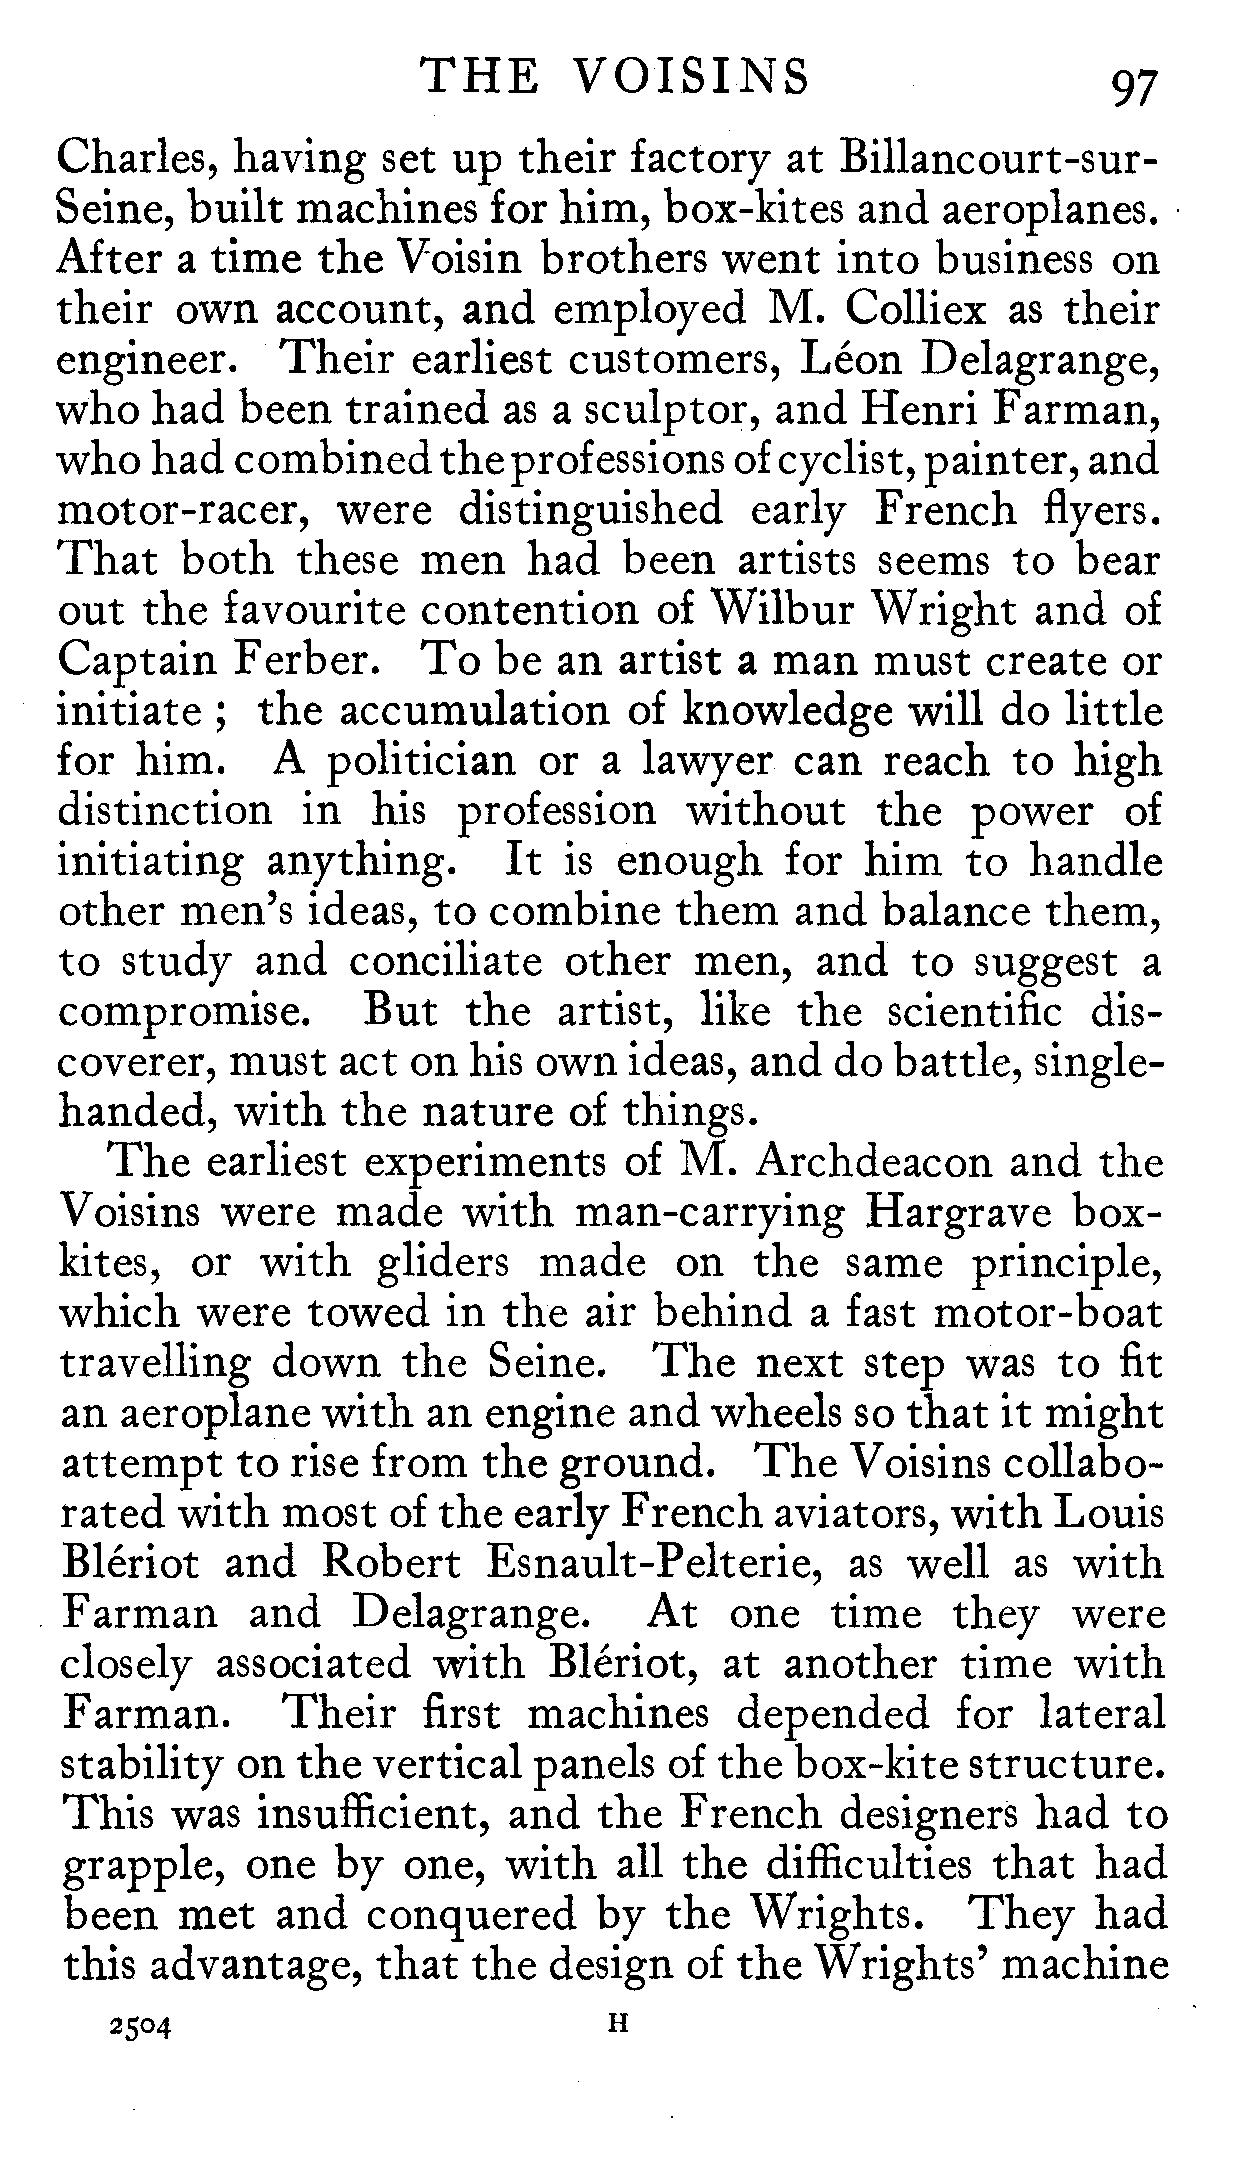 THE VOISINS 97
Charles, having set up their factory at Billancourt-sur-
Seine, built machines for him, box-kites and aeroplanes.
After a time the Voisin brothers went into business on
their own account, and employed M. Colliex as their
engineer. Their earliest customers, Léon Delagrange,
who had been trained as a sculptor, and Henri Farman,
who had combined the professions of cyclist, painter, and
motor-racer, were distinguished early French flyers.
That both these men had been artists seems to bear
out the favourite contention of Wilbur Wright and of
Captain Ferber. To be an artist a man must create or
initiate ; the accumulation of knowledge will do little
for him. A politician or a lawyer can reach to high
distinction in his profession without the power of
initiating anything. It is enough for him to handle
other men's ideas, to combine them and balance them,
to study and conciliate other men, and to suggest a
compromise. But the artist, like the scientific dis-
coverer, must act on his own ideas, and do battle, single-
handed, with the nature of things.
The earliest experiments of M. Archdeacon and the
Voisins were made with man-carrying Hargrave box-
kites, or with gliders made on the same principle,
which were towed in the air behind a fast motor-boat
travelling down the Seine. The next step was to fit
an aeroplane with an engine and wheels so that it might
attempt to rise from the ground. The Voisins collabo-
rated with most of the early French aviators, with Louis
Blériot and Robert Esnault-Pelterie, as well as with
Farman and Delagrange. At one time they were
closely associated with Blériot, at another time with
Farman. Their first machines depended for lateral
stability on the vertical panels of the box-kite structure.
This was insufficient, and the French designers had to
grapple, one by one, with all the difficulties that had
been met and conquered by the Wrights. They had
this advantage, that the design of the Wrights' machine
2504 H